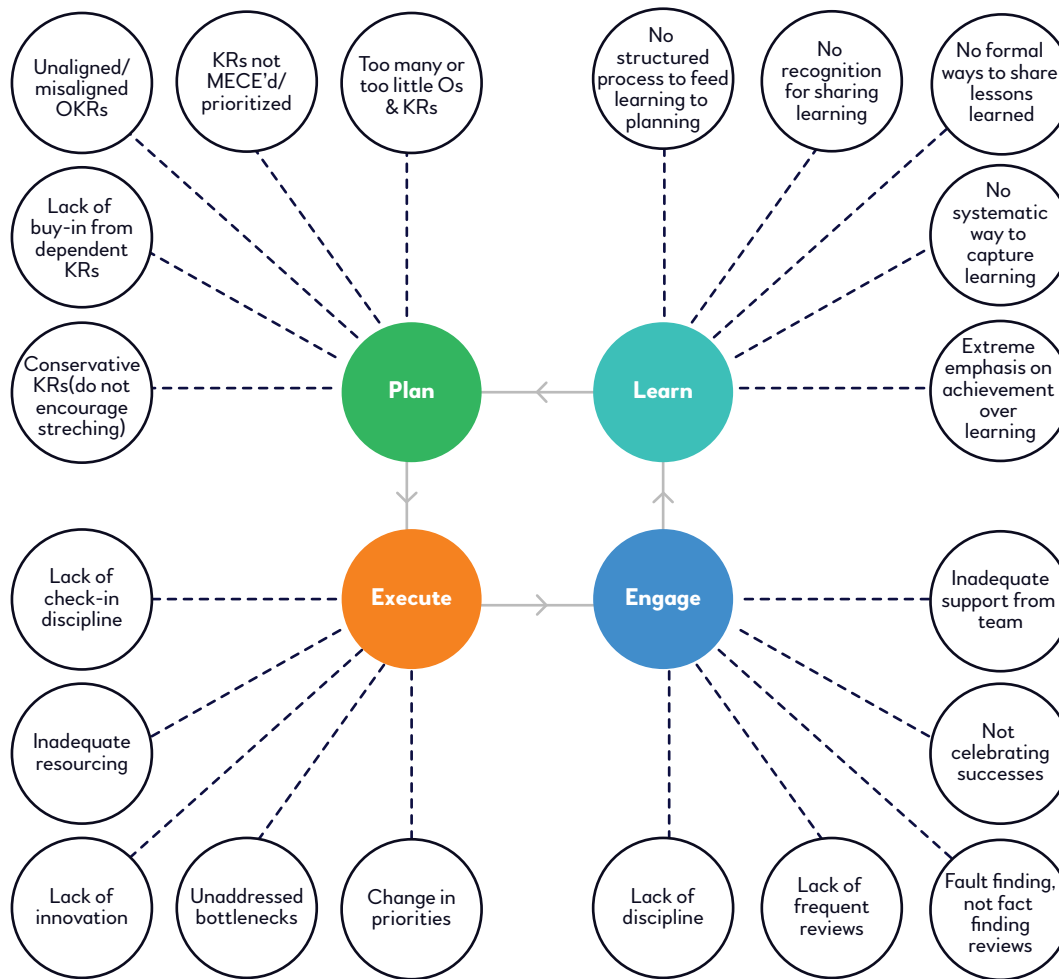 Unaligned/
misaligned
OKRs
KRs not
MECE'd/
prioritized
Too many or
too little Os
& KRs
No
structured
process to feed
learning to
planning
No
recognition
for sharing
learning
No formal
ways to share
lessons
learned
Lack of
buy-in from
dependent
KRs
No
systematic
way to
capture
learning
Conservative
KRs(do not
encourage
streching)
Plan
Learn
Extreme
emphasis on
achievement
over
learning
Lack of
check-in
discipline
Execute
Engage
Inadequate
support from
team
Inadequate
resourcing
Not
celebrating
successes
Lack of
innovation
Unaddressed
bottlenecks
Change in
priorities
Lack of
discipline
Lack of
frequent
reviews
Fault finding,
not fact
finding
reviews